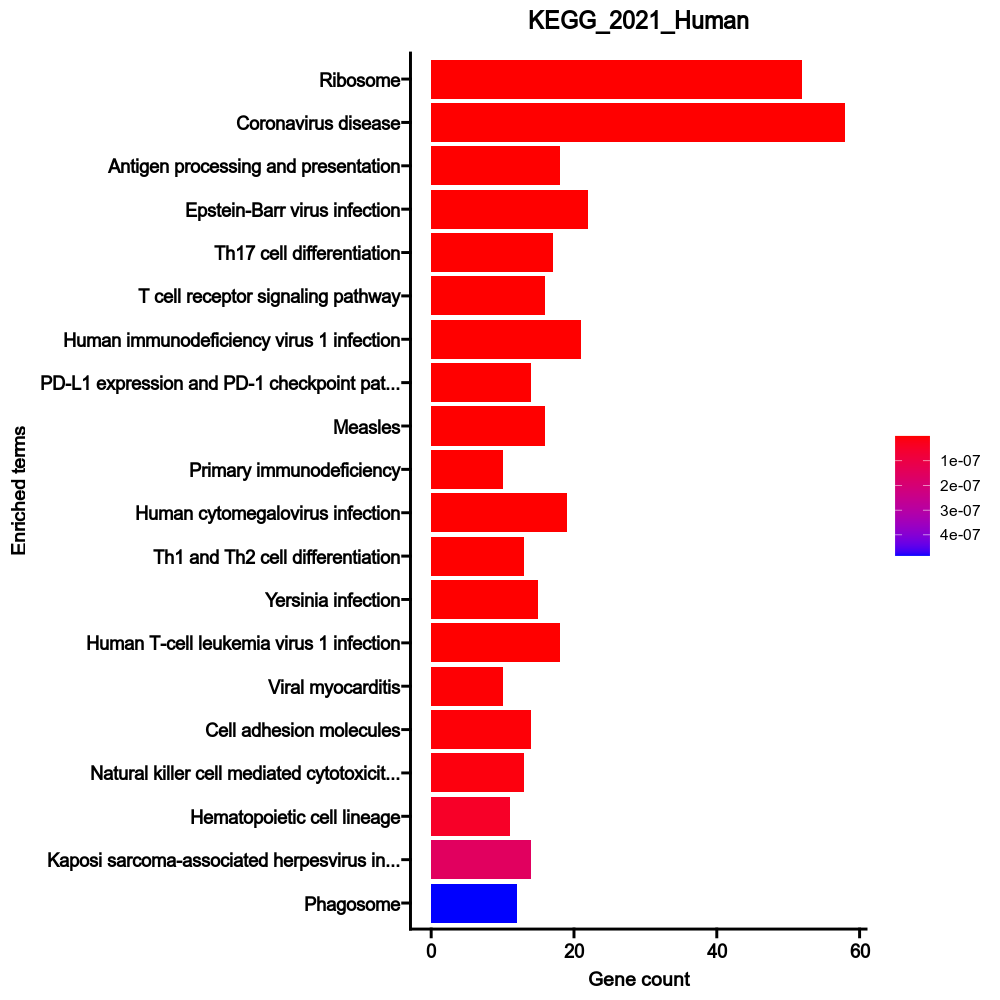 KEGG_2021_Human
Ribosome
Coronavirus disease
Antigen processing and presentation
Epstein-Barr virus infection
Th17 cell differentiation
T cell receptor signaling pathway
Human immunodeficiency virus 1 infection
PD-L1 expression and PD-1 checkpoint pat...
Measles
Primary immunodeficiency
Human cytomegalovirus infection
Th1 and Th2 cell differentiation
Yersinia infection
Human T-cell leukemia virus 1 infection
Viral myocarditis
Cell adhesion molecules
Natural killer cell mediated cytotoxicit...
Hematopoietic cell lineage
Kaposi sarcoma-associated herpesvirus in...
Phagosome
Enriched terms
0 20 40 60
Gene count
1e-07
2e-07
3e-07
4e-07